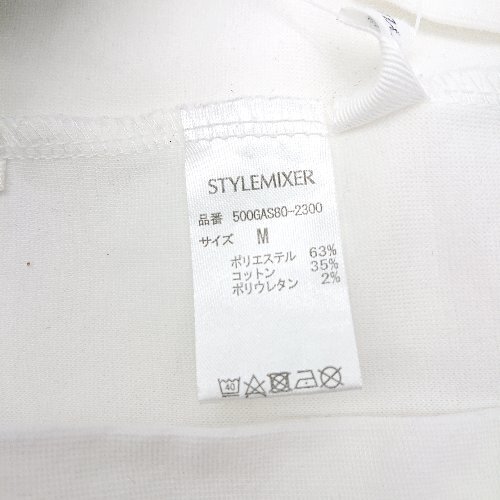 STYLEMIXER
品番 500GAS80-2300
サイズ M
ポリエステル 63%
コットン 35%
ポリウレタン 2%
40